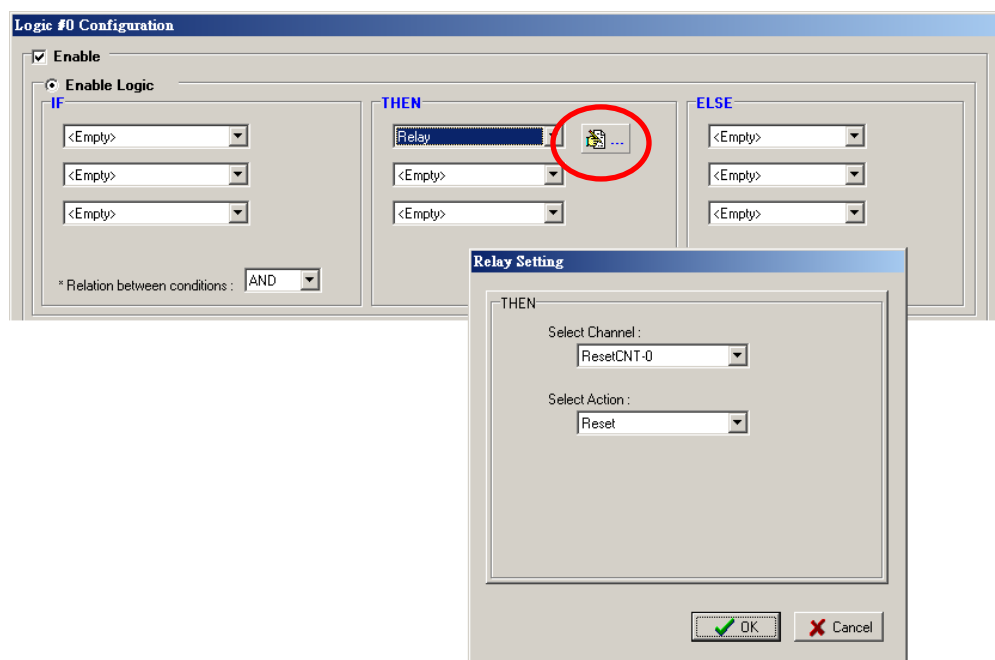 Logic #0 Configuration
Enable
Enable Logic
IF THEN ELSE
<Empty> Relay ... <Empty>
<Empty> <Empty> <Empty>
<Empty> <Empty> <Empty>
* Relation between conditions : AND
Relay Setting
THEN
Select Channel :
ResetCNT-0
Select Action :
Reset
OK Cancel